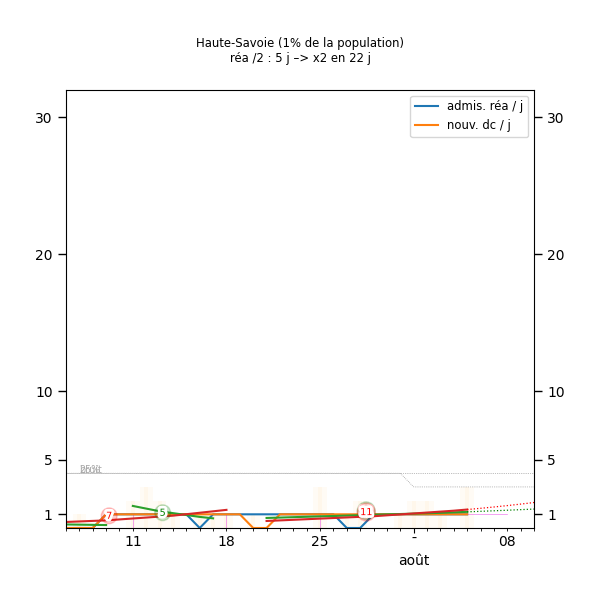 Haute-Savoie (1% de la population)
réa /2 : 5 j –> x2 en 22 j
admis. réa / j
nouv. dc / j
30 30
20 20
10 10
5 5
25%
7 5 11
1 1
11 18 25 - 08
août